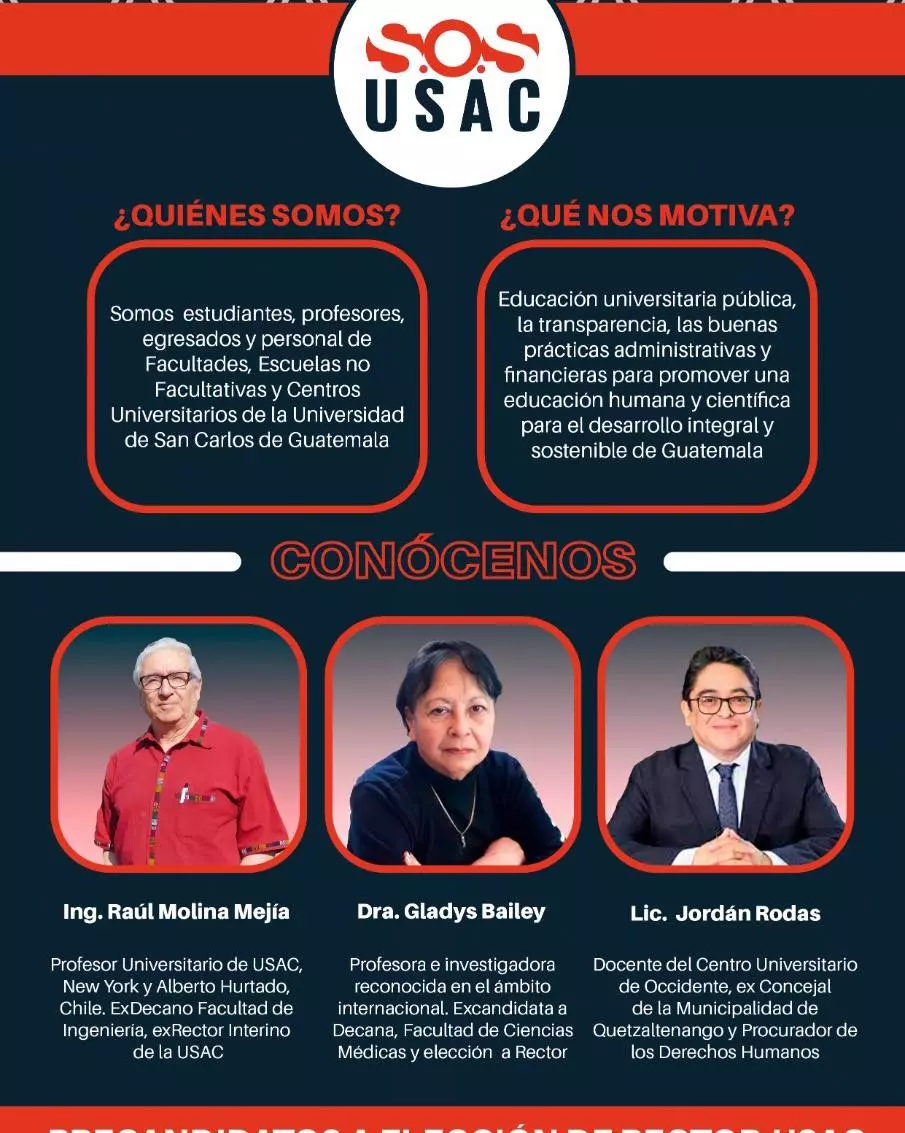 S.O.S
USAC
¿QUIÉNES SOMOS?
Somos estudiantes, profesores,
egresados y personal de
Facultades, Escuelas no
Facultativas y Centros
Universitarios de la Universidad
de San Carlos de Guatemala
¿QUÉ NOS MOTIVA?
Educación universitaria pública,
la transparencia, las buenas
prácticas administrativas y
financieras para promover una
educación humana y científica
para el desarrollo integral y
sostenible de Guatemala
CONÓCENOS
Ing. Raúl Molina Mejía
Profesor Universitario de USAC,
New York y Alberto Hurtado,
Chile. ExDecano Facultad de
Ingeniería, exRector Interino
de la USAC
Dra. Gladys Bailey
Profesora e investigadora
reconocida en el ámbito
internacional. Excandidata a
Decana, Facultad de Ciencias
Médicas y elección a Rector
Lic. Jordán Rodas
Docente del Centro Universitario
de Occidente, ex Concejal
de la Municipalidad de
Quetzaltenango y Procurador de
los Derechos Humanos
PRECANDIDATOS A ELECCIÓN DE RECTOR USAC